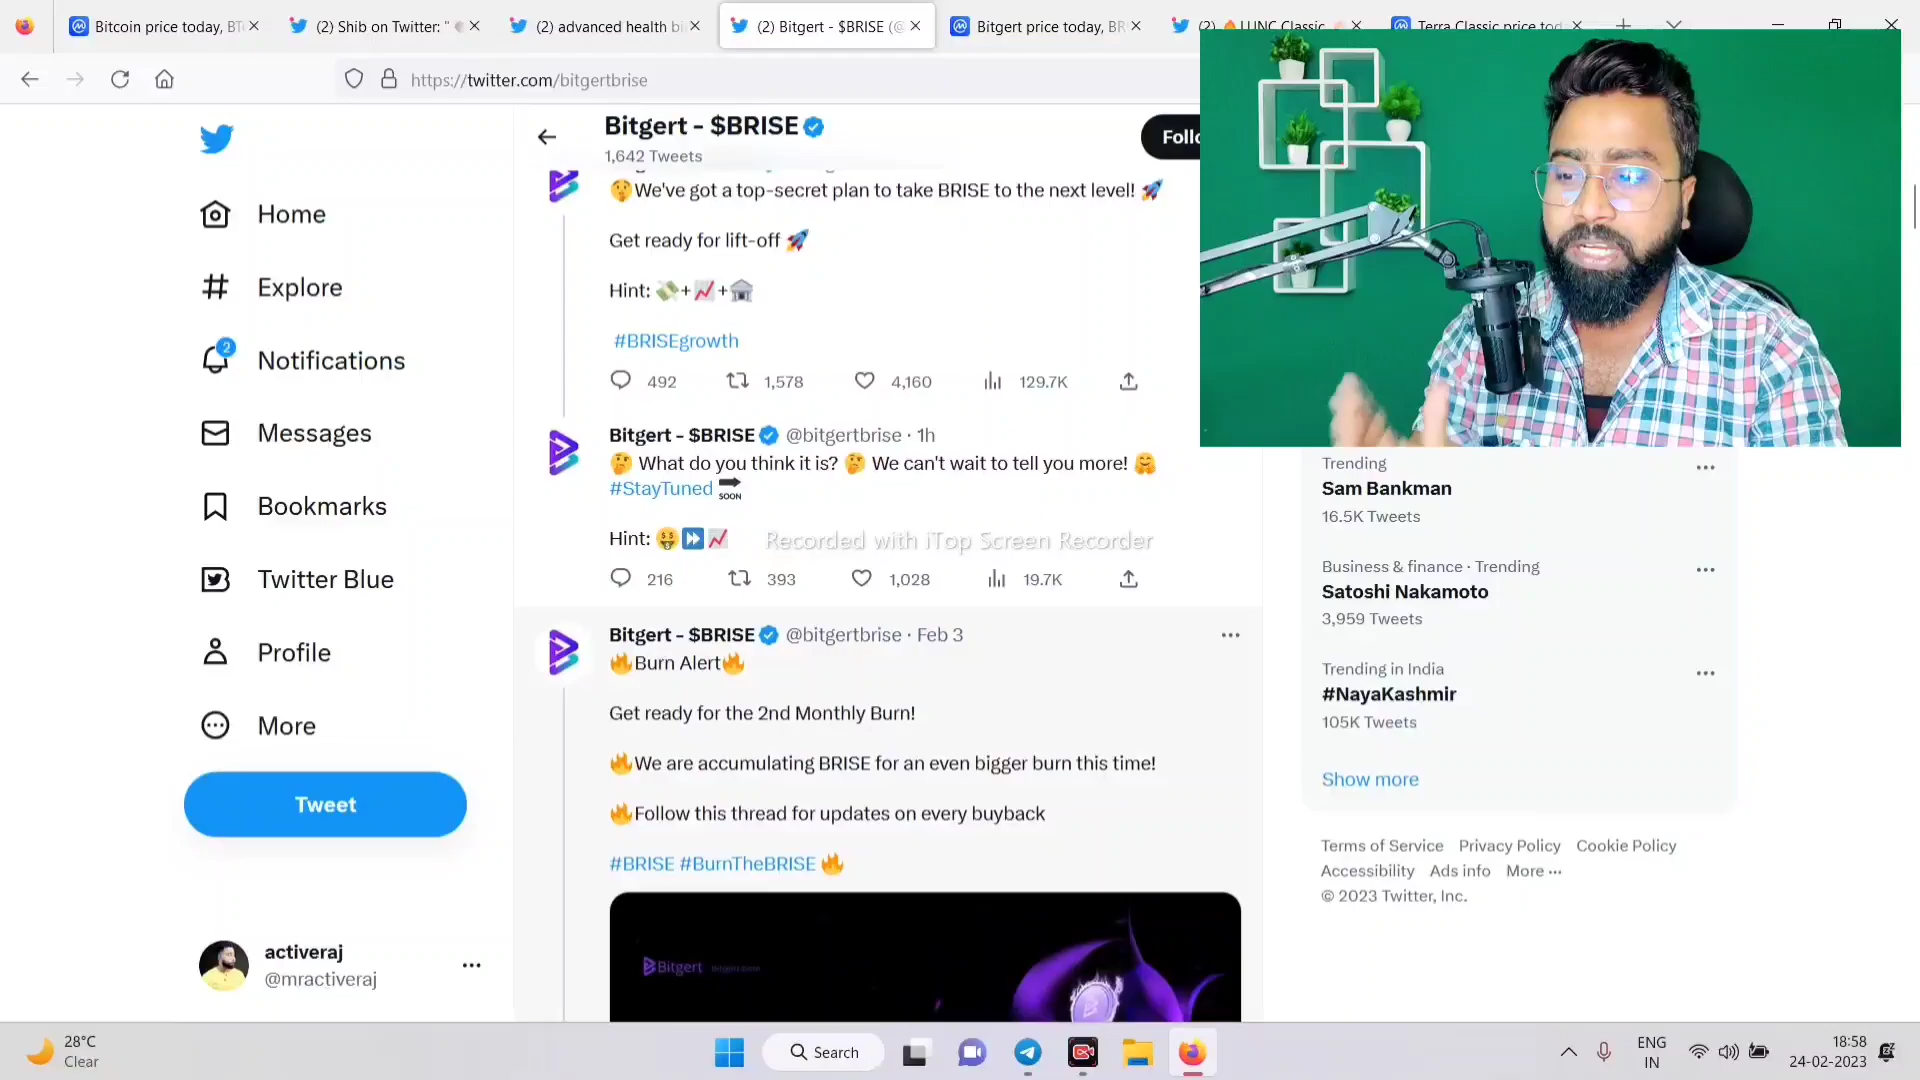 Bitcoin price today, BT
(2) Shib on Twitter: "
(2) advanced health bi
(2) Bitgert - $BRISE (@
Bitgert price today, BR
(2) LUNC Classic
Terra Classic price tod
https://twitter.com/bitgertbrise
Home
Explore
2
Notifications
Messages
Bookmarks
Twitter Blue
Profile
More
Tweet
activeraj
@mractiveraj
Bitgert - $BRISE
1,642 Tweets
Follo
🤫We've got a top-secret plan to take BRISE to the next level! 🚀
Get ready for lift-off 🚀
Hint: 💸+📈+🏛
#BRISEgrowth
492 1,578 4,160 129.7K
Bitgert - $BRISE @bitgertbrise · 1h
🤔 What do you think it is? 🤔 We can't wait to tell you more! 🤗
#StayTuned 🔜
Hint: 🤑⏩📈
Recorded with iTop Screen Recorder
216 393 1,028 19.7K
Bitgert - $BRISE @bitgertbrise · Feb 3
🔥Burn Alert🔥
Get ready for the 2nd Monthly Burn!
🔥We are accumulating BRISE for an even bigger burn this time!
🔥Follow this thread for updates on every buyback
#BRISE #BurnTheBRISE 🔥
Bitgert
Trending
Sam Bankman
16.5K Tweets
Business & finance · Trending
Satoshi Nakamoto
3,959 Tweets
Trending in India
#NayaKashmir
105K Tweets
Show more
Terms of Service Privacy Policy Cookie Policy
Accessibility Ads info More ···
© 2023 Twitter, Inc.
28°C
Clear
Search
ENG
IN
18:58
24-02-2023